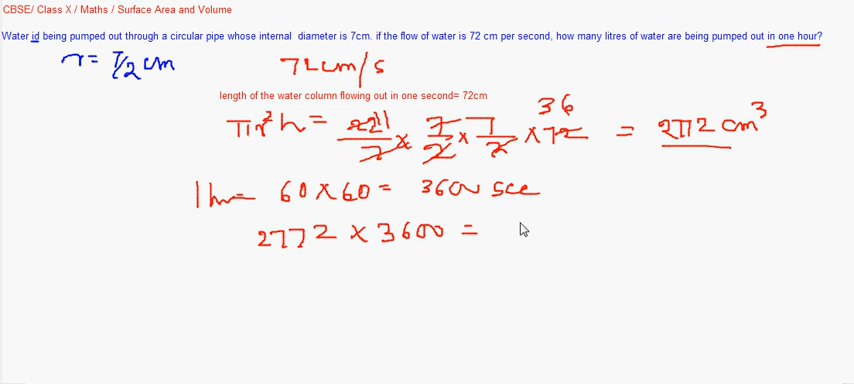 CBSE/ Class X / Maths / Surface Area and Volume
Water id being pumped out through a circular pipe whose internal diameter is 7cm. if the flow of water is 72 cm per second, how many litres of water are being pumped out in one hour?
r = 7/2 cm 72cm/s
length of the water column flowing out in one second= 72cm
πr²h = 22 11/7 × 7/2 × 7/2 × 72 36 = 2772 cm³
1 hr = 60 × 60 = 3600 sec
2772 × 3600 =